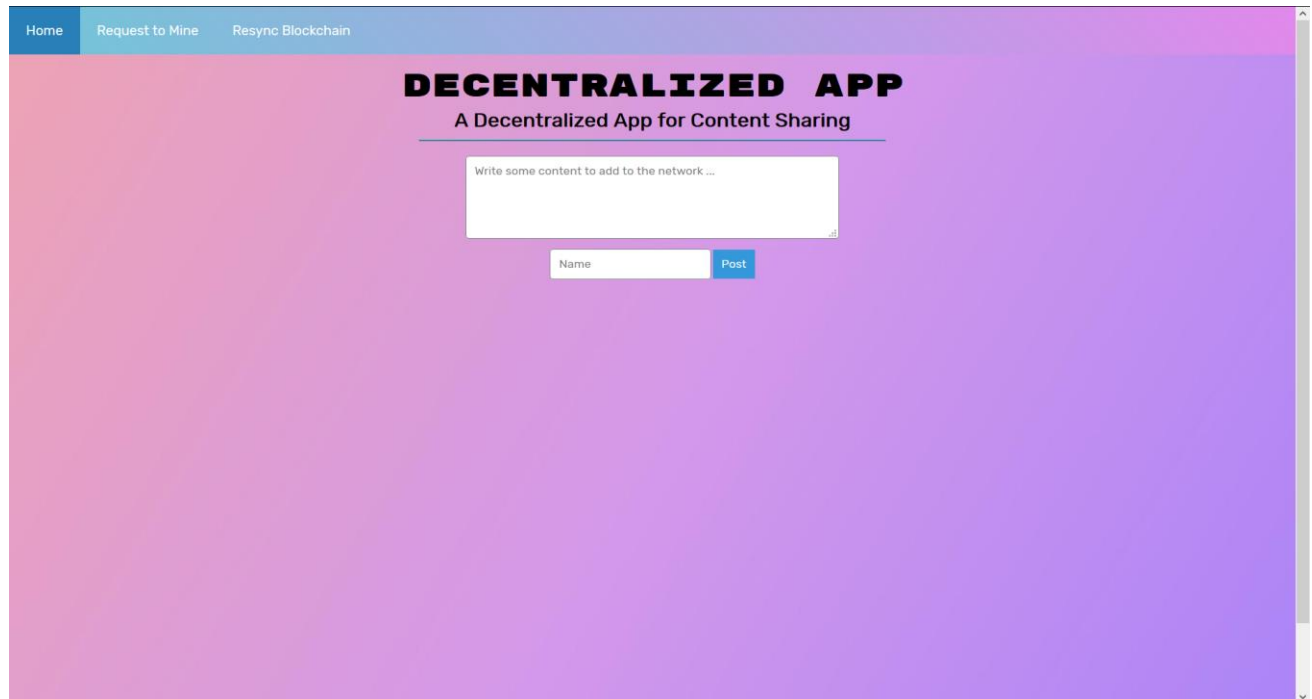 Home Request to Mine Resync Blockchain
DECENTRALIZED APP
A Decentralized App for Content Sharing
Write some content to add to the network ...
Name Post